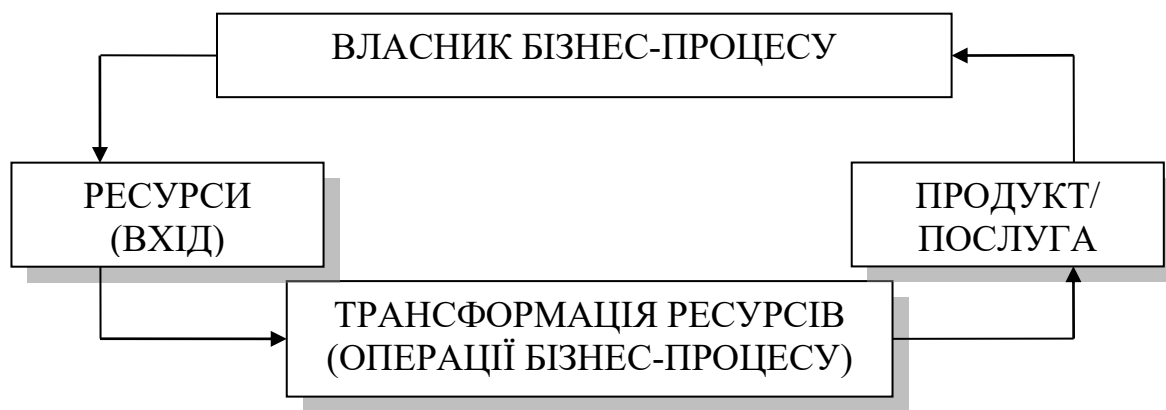 ВЛАСНИК БІЗНЕС-ПРОЦЕСУ
РЕСУРСИ
(ВХІД)
ПРОДУКТ/
ПОСЛУГА
ТРАНСФОРМАЦІЯ РЕСУРСІВ
(ОПЕРАЦІЇ БІЗНЕС-ПРОЦЕСУ)